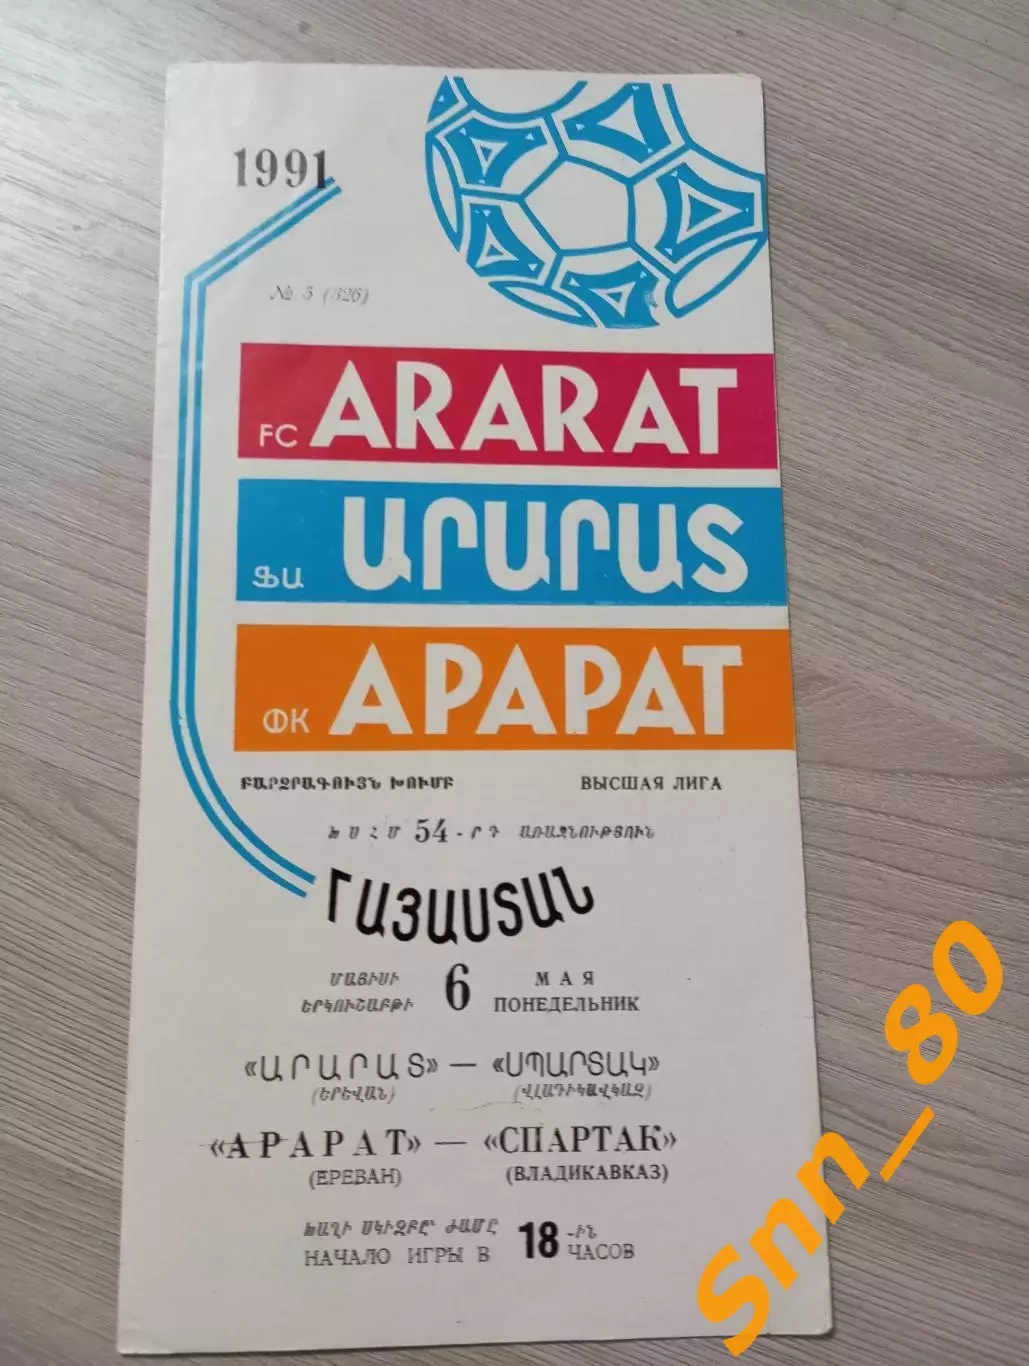 1991
№ 5 (326)
FC ARARAT
ՖԱ ԱՐԱՐԱՏ
ФК АРАРАТ
ԲԱՐՁՐԱԳՈՒՅՆ ԽՈՒՄԲ ВЫСШАЯ ЛИГА
ԽՍՀՄ 54-ՐԴ ԱՌԱՋՆՈՒԹՅՈՒՆ
ՀԱՅԱՍՏԱՆ
ՄԱՅԻՍԻ 6 МАЯ
ԵՐԿՈՒՇԱԲԹԻ ПОНЕДЕЛЬНИК
«ԱՐԱՐԱՏ» — «ՍՊԱՐՏԱԿ»
(ԵՐԵՎԱՆ) (ՎԼԱԴԻԿԱՎԿԱԶ)
«АРАРАТ» — «СПАРТАК»
(ЕРЕВАН) (ВЛАДИКАВКАЗ)
ԽԱՂԻ ՍԿԻԶԲԸ՝ ԺԱՄԸ 18-ԻՆ
НАЧАЛО ИГРЫ В ЧАСОВ
Snn_80